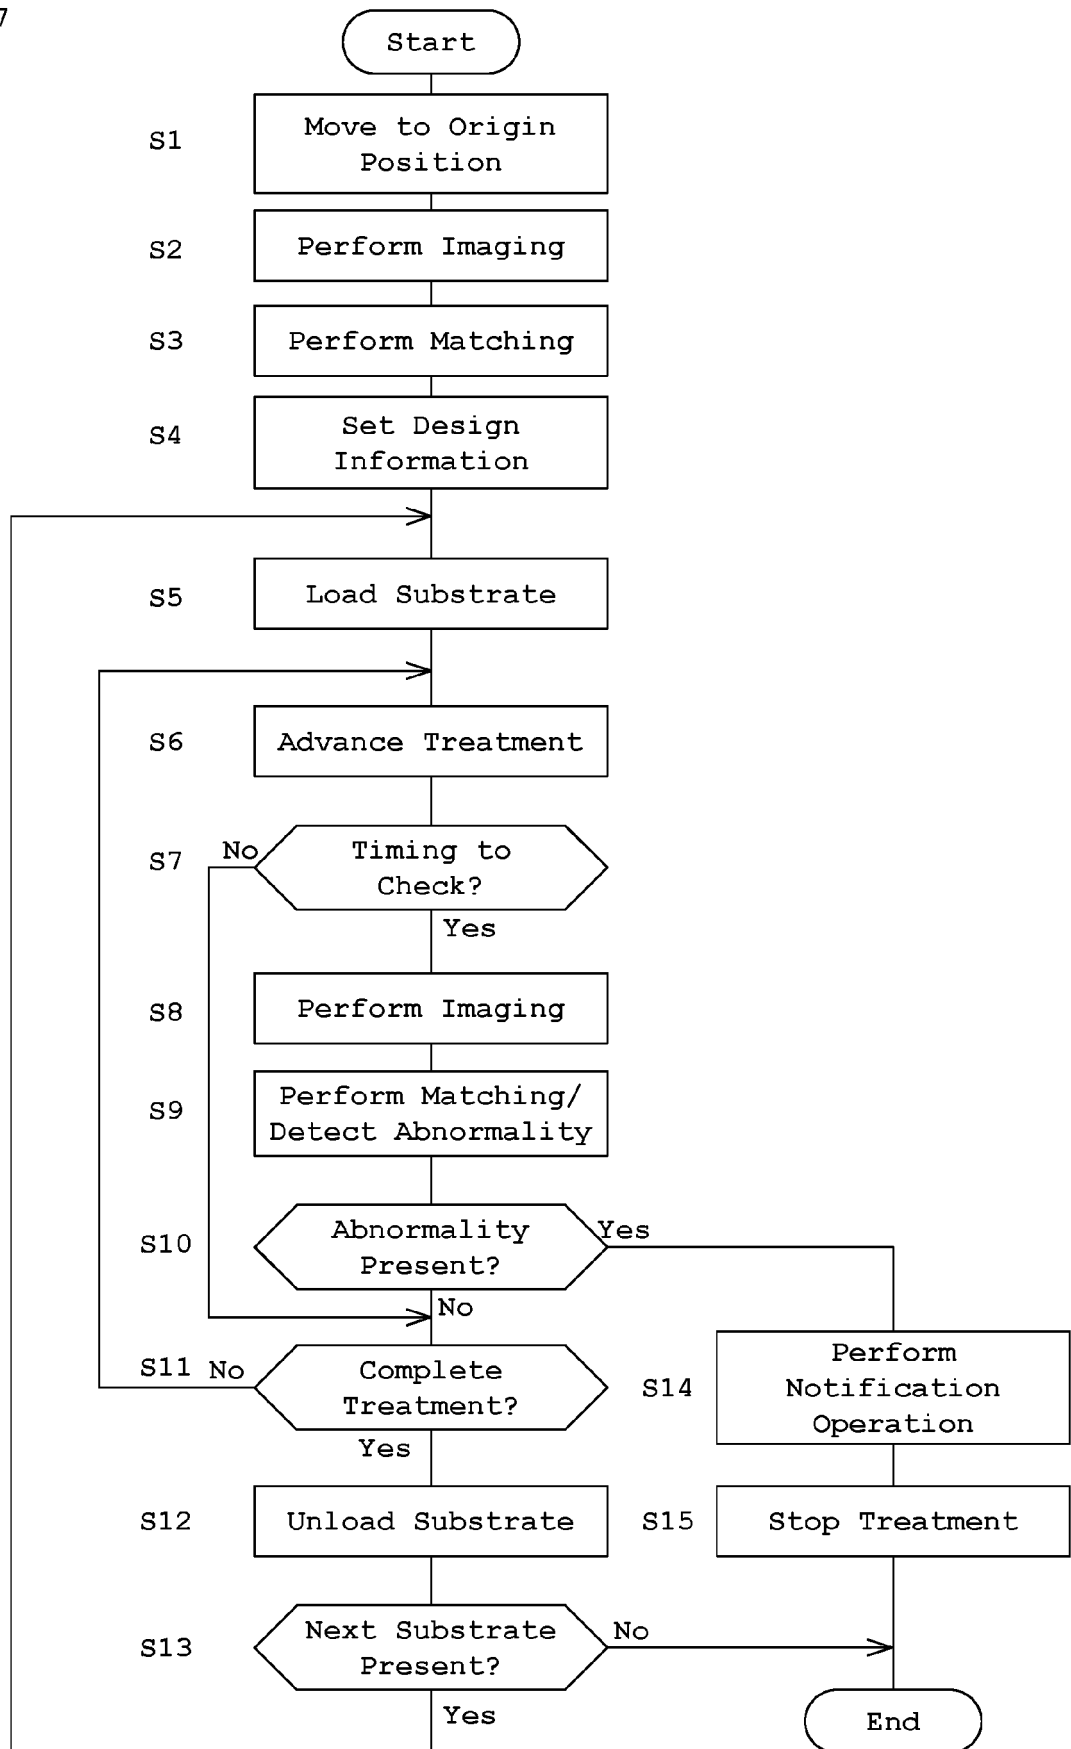 7
Start
S1
Move to Origin
Position
S2
Perform Imaging
S3
Perform Matching
S4
Set Design
Information
S5
Load Substrate
S6
Advance Treatment
S7
No
Timing to
Check?
Yes
S8
Perform Imaging
S9
Perform Matching/
Detect Abnormality
S10
Abnormality
Present?
Yes
No
S11
No
Complete
Treatment?
Yes
S14
Perform
Notification
Operation
S12
Unload Substrate
S15
Stop Treatment
S13
Next Substrate
Present?
No
Yes
End